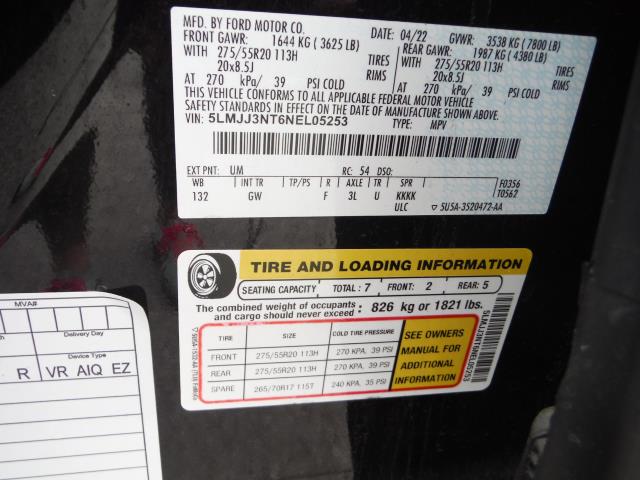 MFD. BY FORD MOTOR CO. 04/22 GVWR: 3538 KG (7800 LB)
FRONT GAWR: 1644 KG (3625 LB) REAR GAWR: 1987 KG (4380 LB)
WITH 275/55R20 113H TIRES WITH 275/55R20 113H TIRES
20x8.5J RIMS 20x8.5J RIMS
AT 270 kPa/ 39 PSI COLD AT 270 kPa/ 39 PSI COLD
THIS VEHICLE CONFORMS TO ALL APPLICABLE FEDERAL MOTOR VEHICLE
SAFETY STANDARDS IN EFFECT ON THE DATE OF MANUFACTURE SHOWN ABOVE.
VIN: 5LMJJ3NT6NEL05253 TYPE: MPV
EXT PNT: UM RC: 54 DSO:
WB INT TR TP/PS R AXLE TR SPR
132 GW F 3L U KKKK
ULC
F0356
T0562
5U5A-3520472-AA
TIRE AND LOADING INFORMATION
SEATING CAPACITY TOTAL: 7 FRONT: 2 REAR: 5
The combined weight of occupants and cargo should never exceed: 826 kg or 1821 lbs.
TIRE SIZE COLD TIRE PRESSURE
FRONT 275/55R20 113H 270 KPA, 39 PSI
REAR 275/55R20 113H 270 KPA, 39 PSI
SPARE 265/70R17 115T 240 KPA, 35 PSI
SEE OWNERS
MANUAL FOR
ADDITIONAL
INFORMATION
5LMJJ3NT6NEL05253
MVA#
Delivery Day
Device Type
R VR AIQ EZ